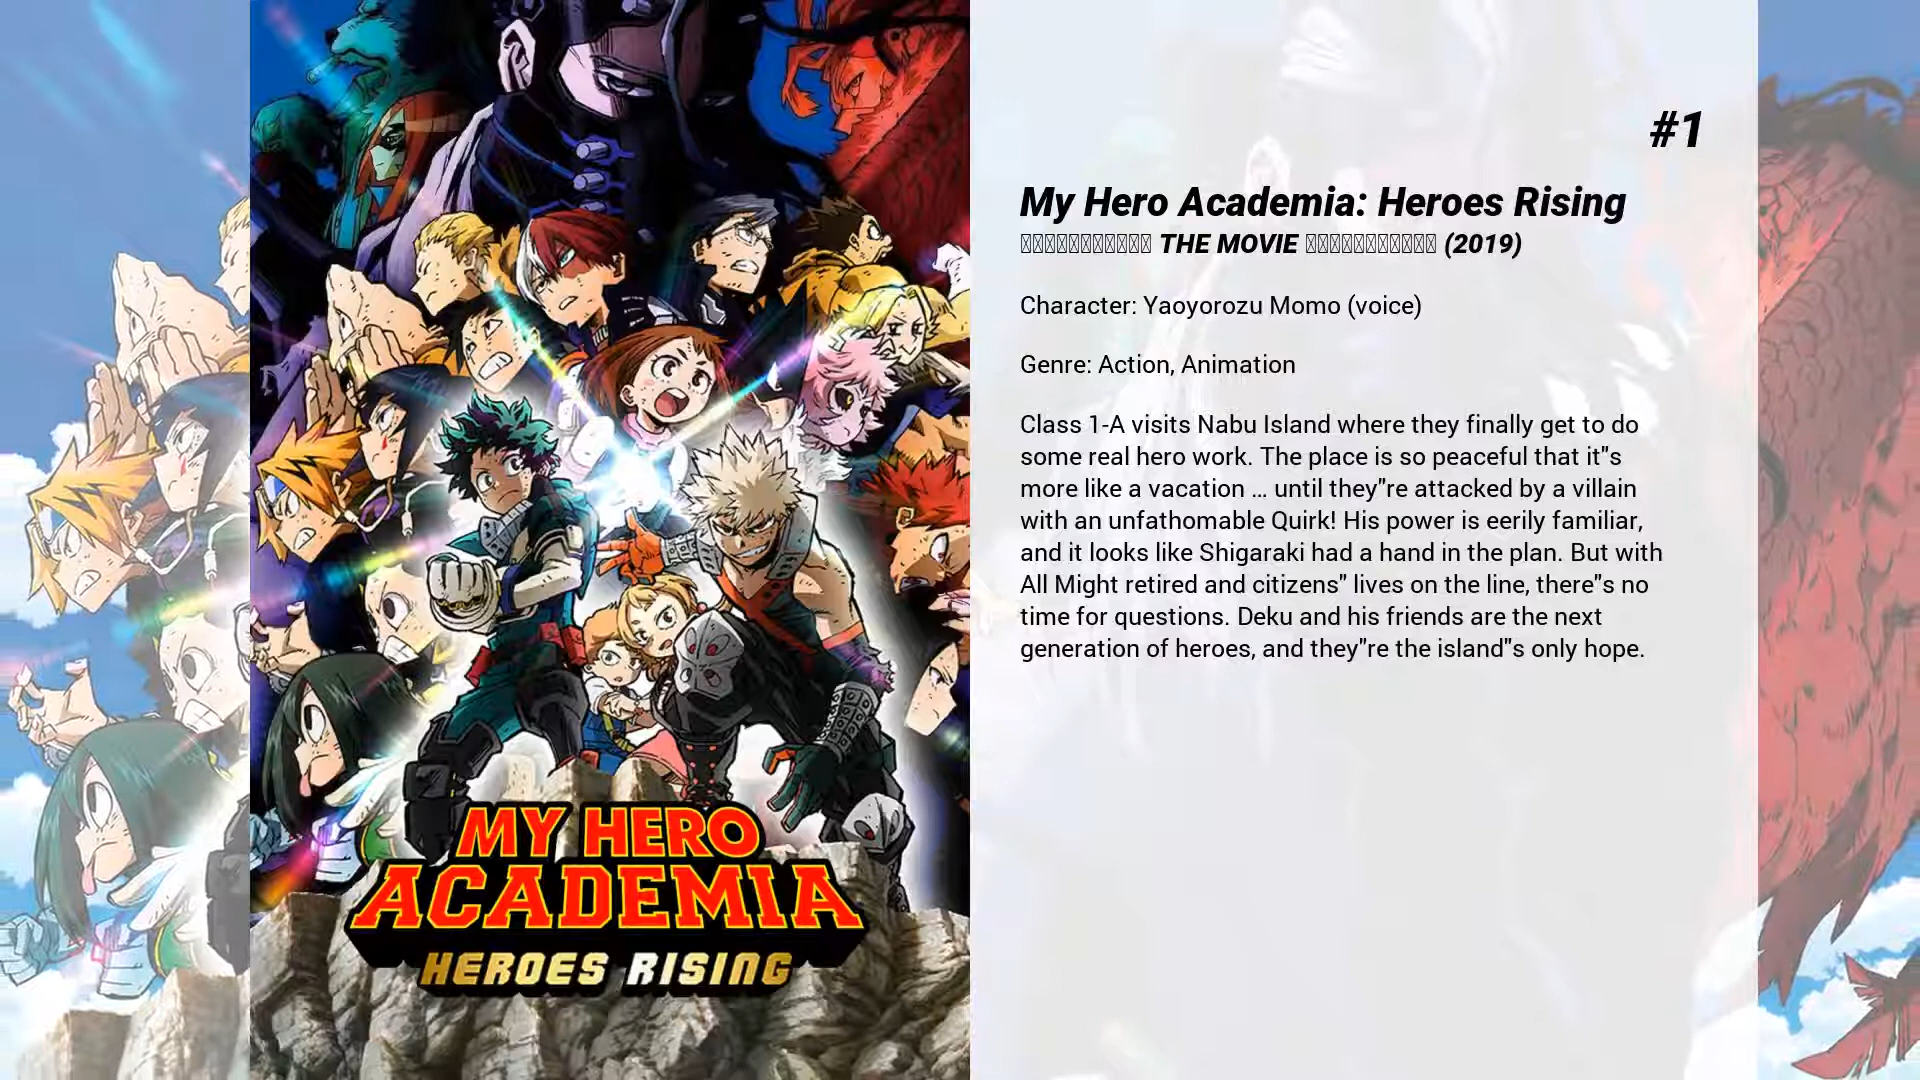 #1
My Hero Academia: Heroes Rising
THE MOVIE (2019)
Character: Yaoyorozu Momo (voice)
Genre: Action, Animation
Class 1-A visits Nabu Island where they finally get to do
some real hero work. The place is so peaceful that it"s
more like a vacation ... until they"re attacked by a villain
with an unfathomable Quirk! His power is eerily familiar,
and it looks like Shigaraki had a hand in the plan. But with
All Might retired and citizens" lives on the line, there"s no
time for questions. Deku and his friends are the next
generation of heroes, and they"re the island"s only hope.
MY HERO
ACADEMIA
HEROES RISING